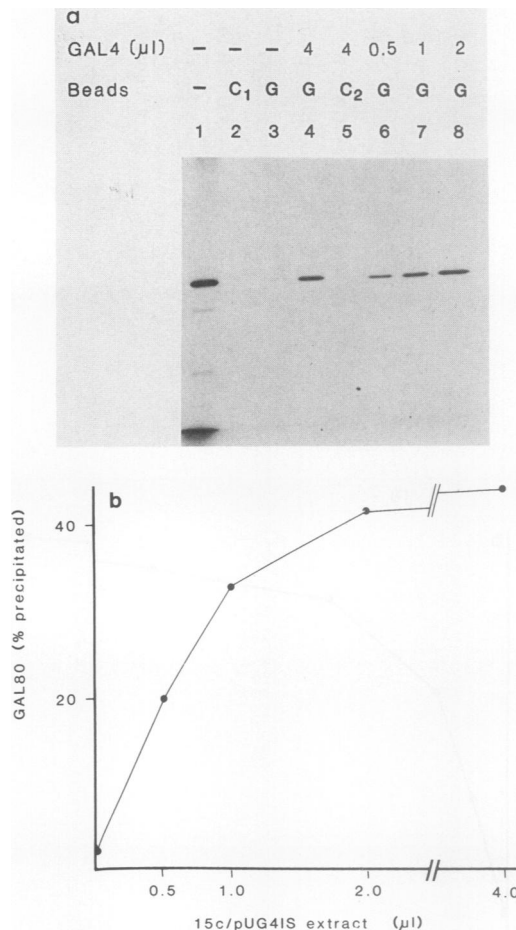 a
GAL4 (µl) – – – 4 4 0.5 1 2
Beads – C₁ G G C₂ G G G
1 2 3 4 5 6 7 8
b
40
20
GAL80 (% precipitated)
0.5 1.0 2.0 4.0
15c/pUG4IS extract (µl)